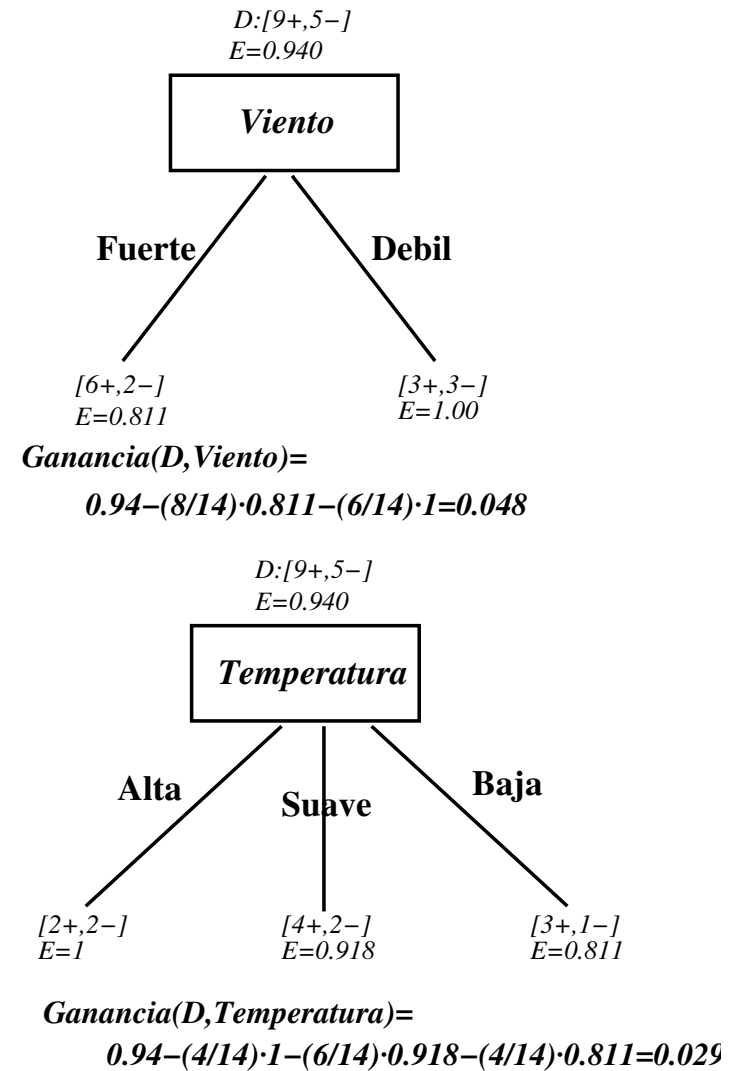 D:[9+,5−]
E=0.940
Viento
Fuerte
Debil
[6+,2−]
E=0.811
[3+,3−]
E=1.00
Ganancia(D,Viento)=
0.94−(8/14)·0.811−(6/14)·1=0.048
D:[9+,5−]
E=0.940
Temperatura
Alta
Suave
Baja
[2+,2−]
E=1
[4+,2−]
E=0.918
[3+,1−]
E=0.811
Ganancia(D,Temperatura)=
0.94−(4/14)·1−(6/14)·0.918−(4/14)·0.811=0.029